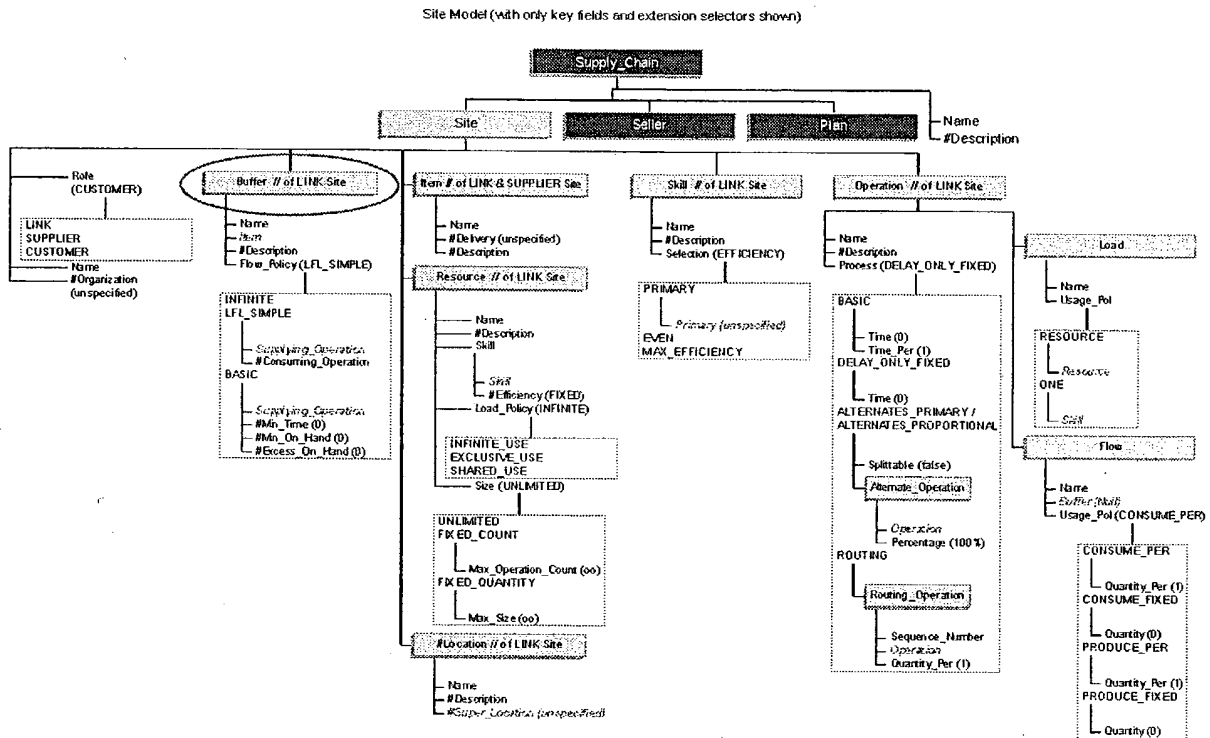 Site Model (with only key fields and extension selectors shown)
Supply_Chain
Name
#Description
Site
Seller
Plan
Role
(CUSTOMER)
LINK
SUPPLIER
CUSTOMER
Name
#Organization
(unspecified)
Buffer // of LINK Site
Name
Item
#Description
Flow_Policy (LFL_SIMPLE)
INFINITE
LFL_SIMPLE
Supplying_Operation
#Consuming_Operation
BASIC
Supplying_Operation
#Min_Time (0)
#Min_On_Hand (0)
#Excess_On_Hand (0)
Item // of LINK & SUPPLIER Site
Name
#Delivery (unspecified)
#Description
Resource // of LINK Site
Name
#Description
Skill
Skill
#Efficiency (FIXED)
Load_Policy (INFINITE)
INFINITE_USE
EXCLUSIVE_USE
SHARED_USE
Size (UNLIMITED)
UNLIMITED
FIXED_COUNT
Max_Operation_Count (oo)
FIXED_QUANTITY
Max_Size (oo)
#Location // of LINK Site
Name
#Description
#Super_Location (unspecified)
Skill // of LINK Site
Name
#Description
Selection (EFFICIENCY)
PRIMARY
Primary (unspecified)
EVEN
MAX_EFFICIENCY
Operation // of LINK Site
Name
#Description
Process (DELAY_ONLY_FIXED)
BASIC
Time (0)
Time_Per (1)
DELAY_ONLY_FIXED
Time (0)
ALTERNATES_PRIMARY /
ALTERNATES_PROPORTIONAL
Splittable (false)
Alternate_Operation
Operation
Percentage (100%)
ROUTING
Routing_Operation
Sequence_Number
Operation
Quantity_Per (1)
Load
Name
Usage_Pol
RESOURCE
Resource
ONE
Skill
Flow
Name
Buffer (Null)
Usage_Pol (CONSUME_PER)
CONSUME_PER
Quantity_Per (1)
CONSUME_FIXED
Quantity (0)
PRODUCE_PER
Quantity_Per (1)
PRODUCE_FIXED
Quantity (0)